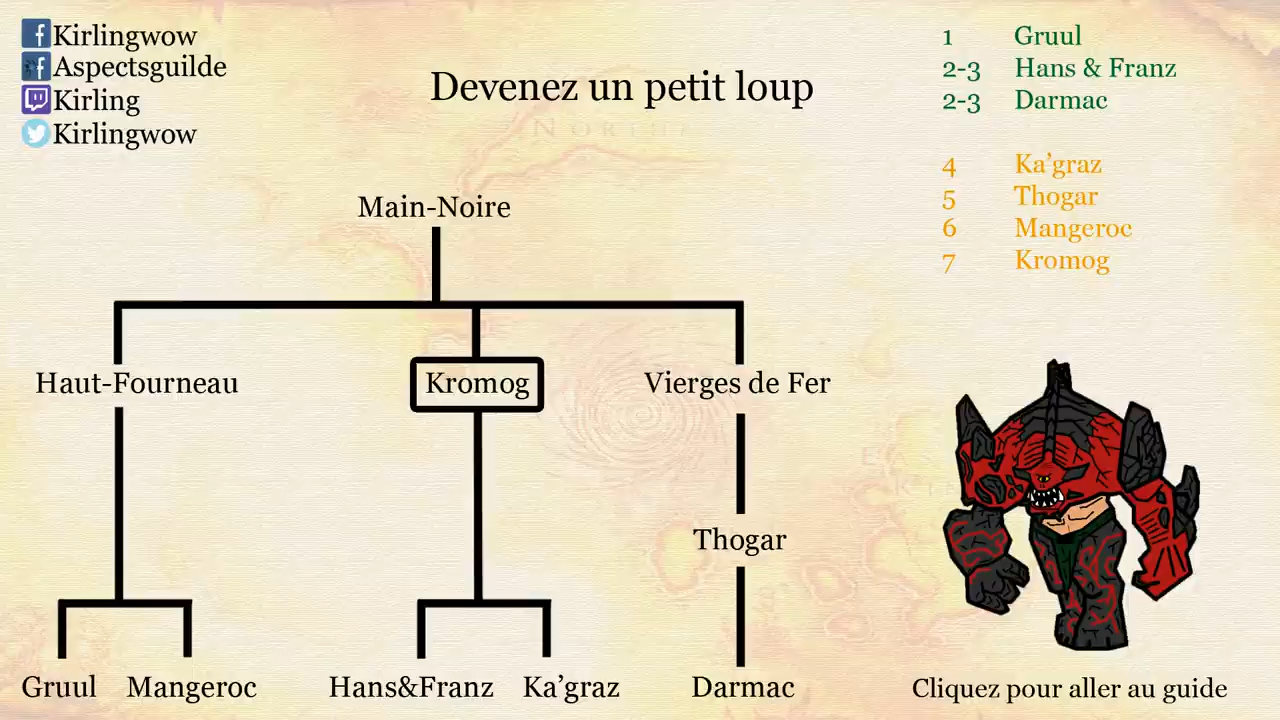 Kirlingwow
Aspectsguilde
Kirling
Kirlingwow
Devenez un petit loup
1 Gruul
2-3 Hans & Franz
2-3 Darmac
4 Ka’graz
5 Thogar
6 Mangeroc
7 Kromog
Main-Noire
Haut-Fourneau
Kromog
Vierges de Fer
Thogar
Gruul
Mangeroc
Hans&Franz
Ka’graz
Darmac
Cliquez pour aller au guide